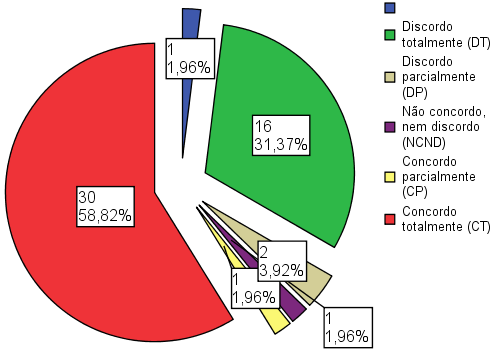 1
1,96%
16
31,37%
30
58,82%
2
3,92%
1
1,96%
1
1,96%
Discordo
totalmente (DT)
Discordo
parcialmente
(DP)
Não concordo,
nem discordo
(NCND)
Concordo
parcialmente
(CP)
Concordo
totalmente (CT)